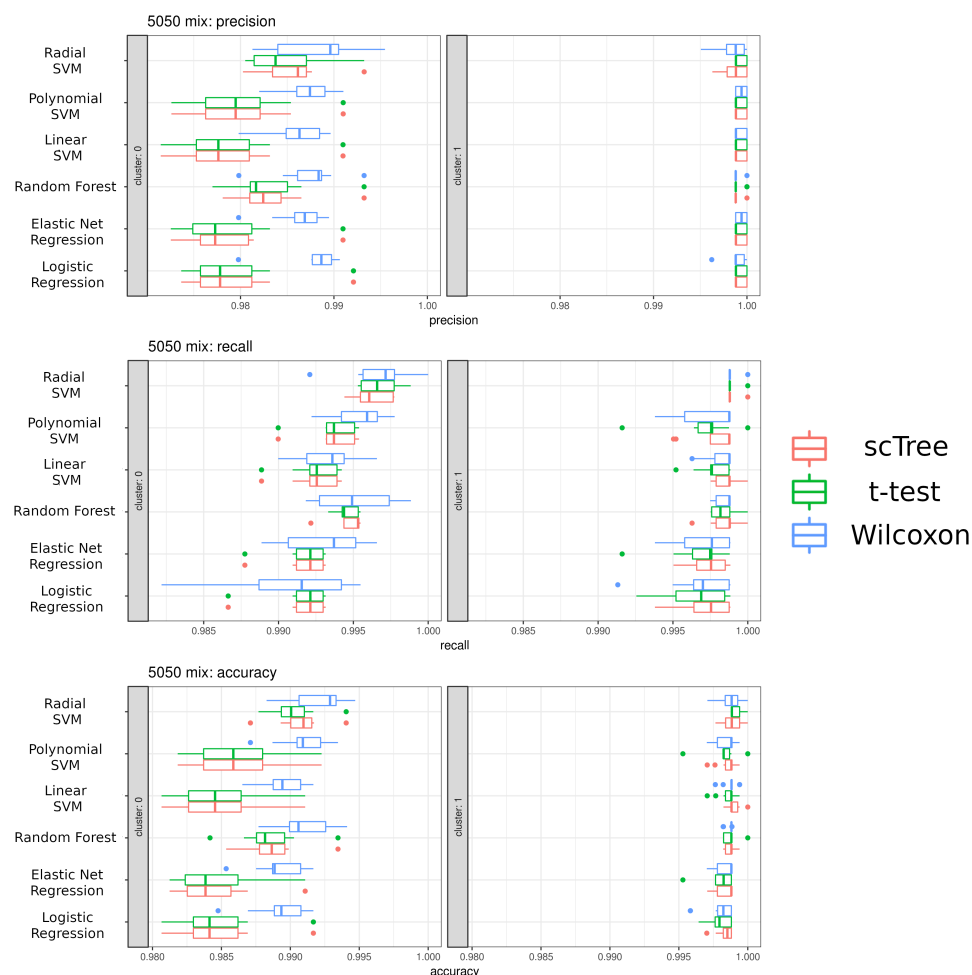 5050 mix: precision
Radial
SVM
Polynomial
SVM
Linear
SVM
Random Forest
Elastic Net
Regression
Logistic
Regression
cluster: 0
cluster: 1
0.98 0.99 1.00 0.98 0.99 1.00
precision
5050 mix: recall
Radial
SVM
Polynomial
SVM
Linear
SVM
Random Forest
Elastic Net
Regression
Logistic
Regression
cluster: 0
cluster: 1
0.985 0.990 0.995 1.000 0.985 0.990 0.995 1.000
recall
scTree
t-test
Wilcoxon
5050 mix: accuracy
Radial
SVM
Polynomial
SVM
Linear
SVM
Random Forest
Elastic Net
Regression
Logistic
Regression
cluster: 0
cluster: 1
0.980 0.985 0.990 0.995 1.000 0.980 0.985 0.990 0.995 1.000
accuracy